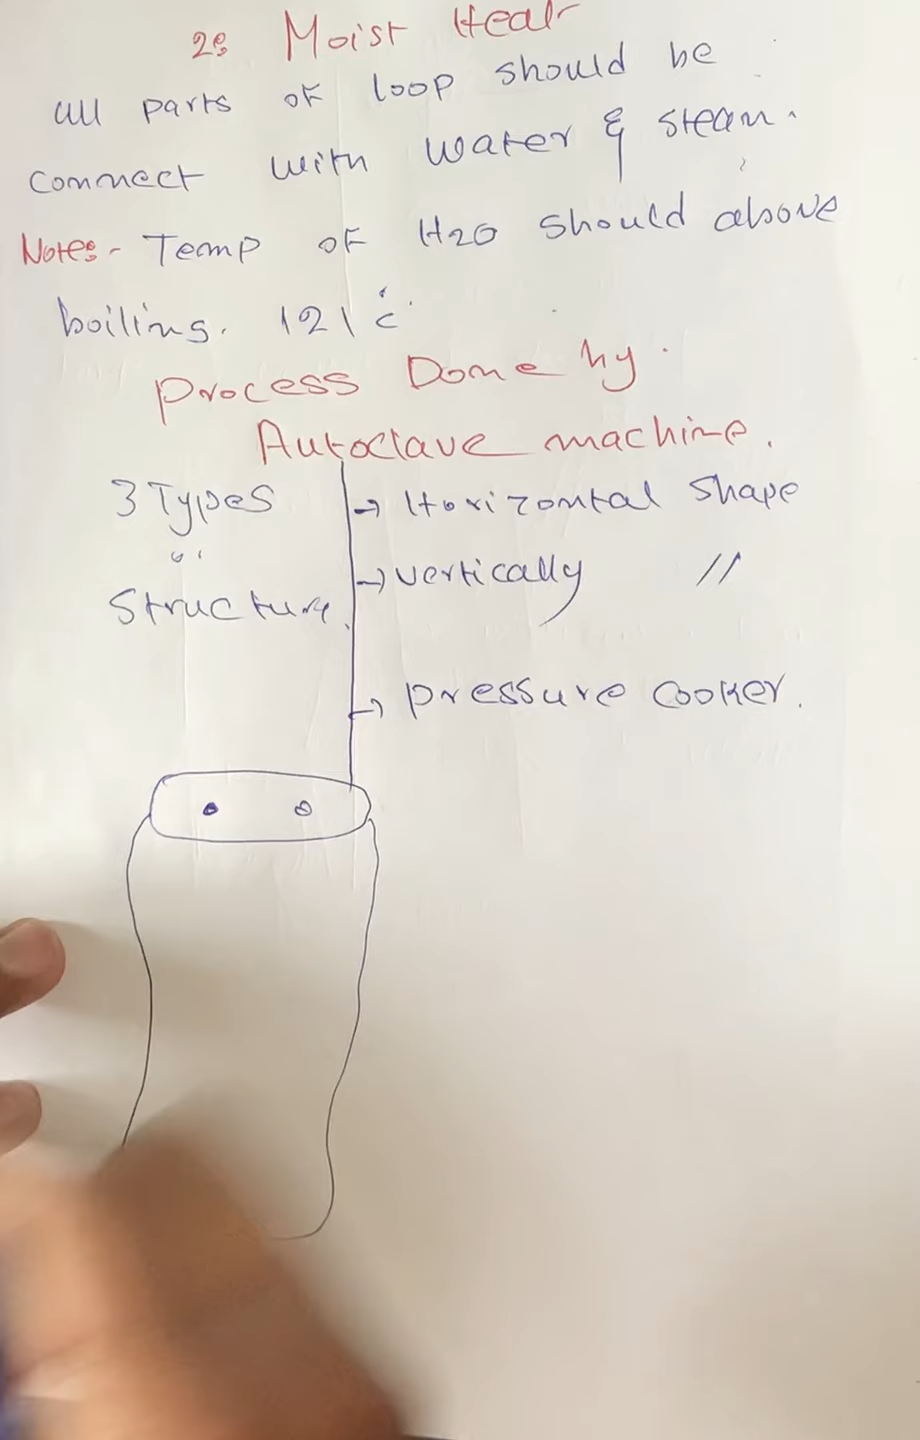 2: Moist Heat
all parts of loop should be
connect with water & steam.
Notes - Temp of H2O should above
boiling. 121 c
process Done by.
Autoclave machine.
3 Types → Horizontal shape
Structure. → vertically //
→ pressure cooker.